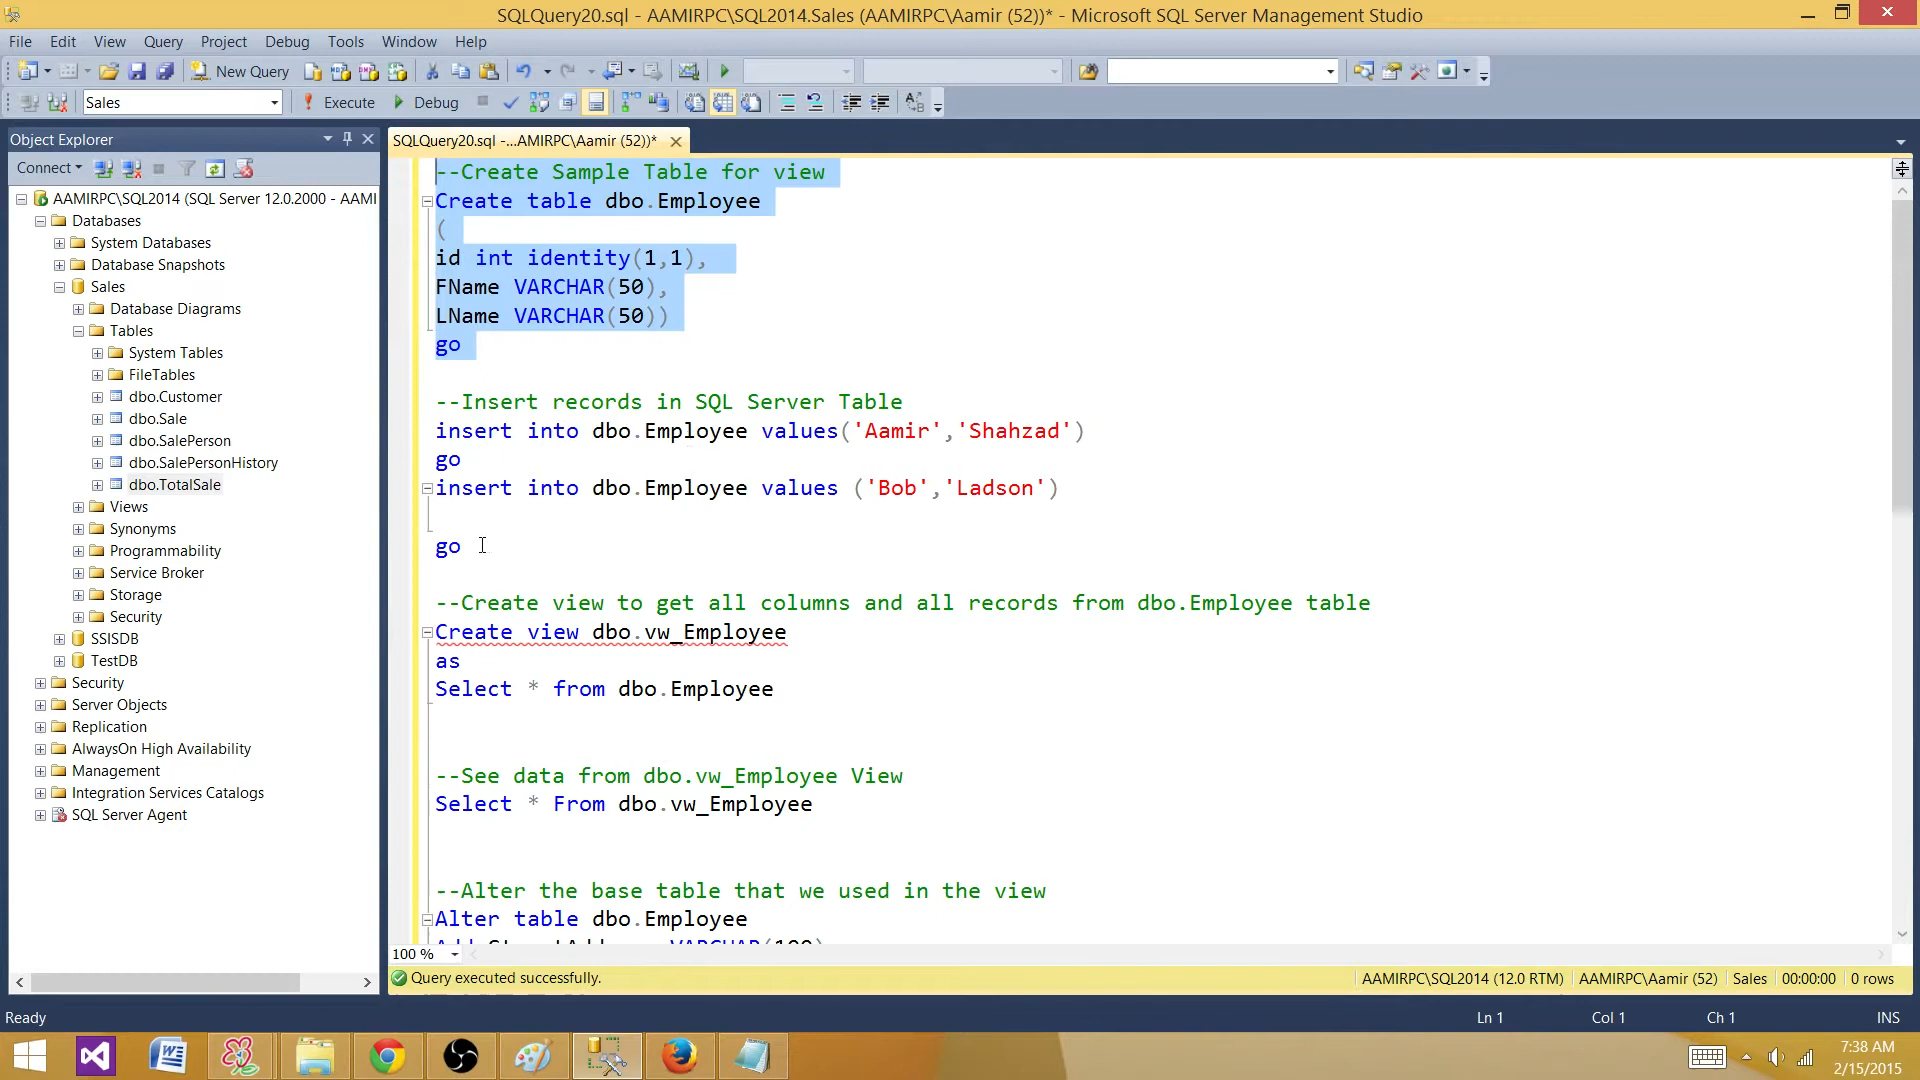 SQLQuery20.sql - AAMIRPC\SQL2014.Sales (AAMIRPC\Aamir (52))* - Microsoft SQL Server Management Studio
File Edit View Query Project Debug Tools Window Help
New Query
Sales Execute Debug
Object Explorer
Connect
AAMIRPC\SQL2014 (SQL Server 12.0.2000 - AAMI
Databases
System Databases
Database Snapshots
Sales
Database Diagrams
Tables
System Tables
FileTables
dbo.Customer
dbo.Sale
dbo.SalePerson
dbo.SalePersonHistory
dbo.TotalSale
Views
Synonyms
Programmability
Service Broker
Storage
Security
SSISDB
TestDB
Security
Server Objects
Replication
AlwaysOn High Availability
Management
Integration Services Catalogs
SQL Server Agent
SQLQuery20.sql -...AMIRPC\Aamir (52))*
--Create Sample Table for view
Create table dbo.Employee
(
id int identity(1,1),
FName VARCHAR(50),
LName VARCHAR(50))
go
--Insert records in SQL Server Table
insert into dbo.Employee values('Aamir','Shahzad')
go
insert into dbo.Employee values ('Bob','Ladson')
go
--Create view to get all columns and all records from dbo.Employee table
Create view dbo.vw_Employee
as
Select * from dbo.Employee
--See data from dbo.vw_Employee View
Select * From dbo.vw_Employee
--Alter the base table that we used in the view
Alter table dbo.Employee
100 %
Query executed successfully. AAMIRPC\SQL2014 (12.0 RTM) AAMIRPC\Aamir (52) Sales 00:00:00 0 rows
Ready Ln 1 Col 1 Ch 1 INS
7:38 AM
2/15/2015